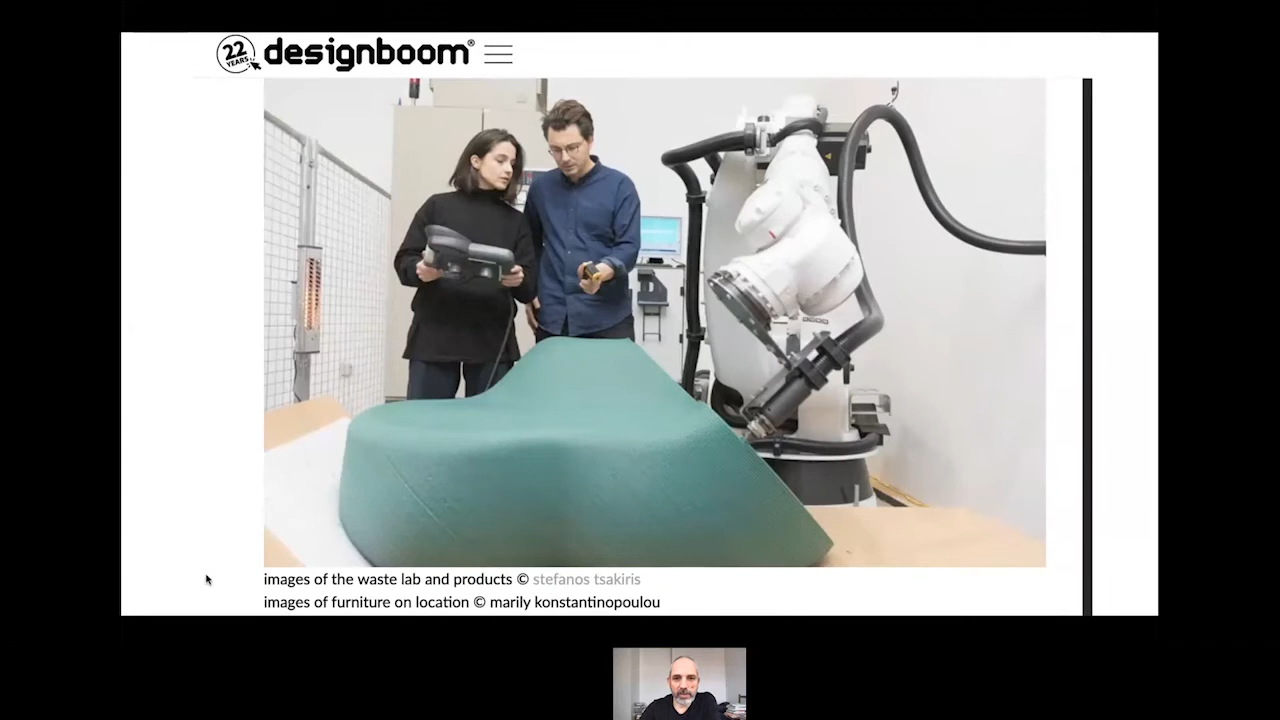 22 YEARS designboom®
images of the waste lab and products © stefanos tsakiris
images of furniture on location © marily konstantinopoulou